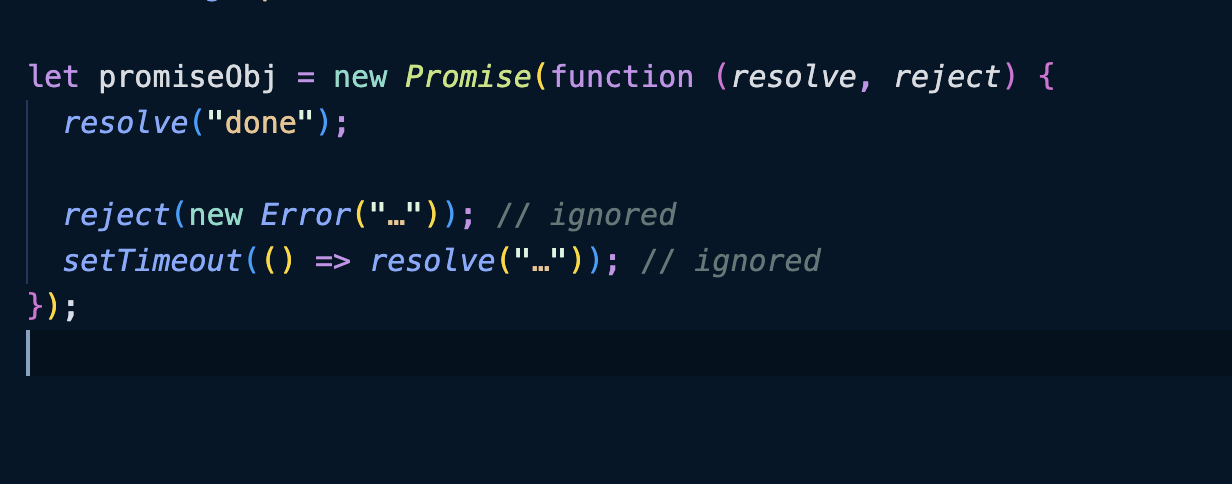 let promiseObj = new Promise(function (resolve, reject) {
  resolve("done");

  reject(new Error("…")); // ignored
  setTimeout(() => resolve("…")); // ignored
});